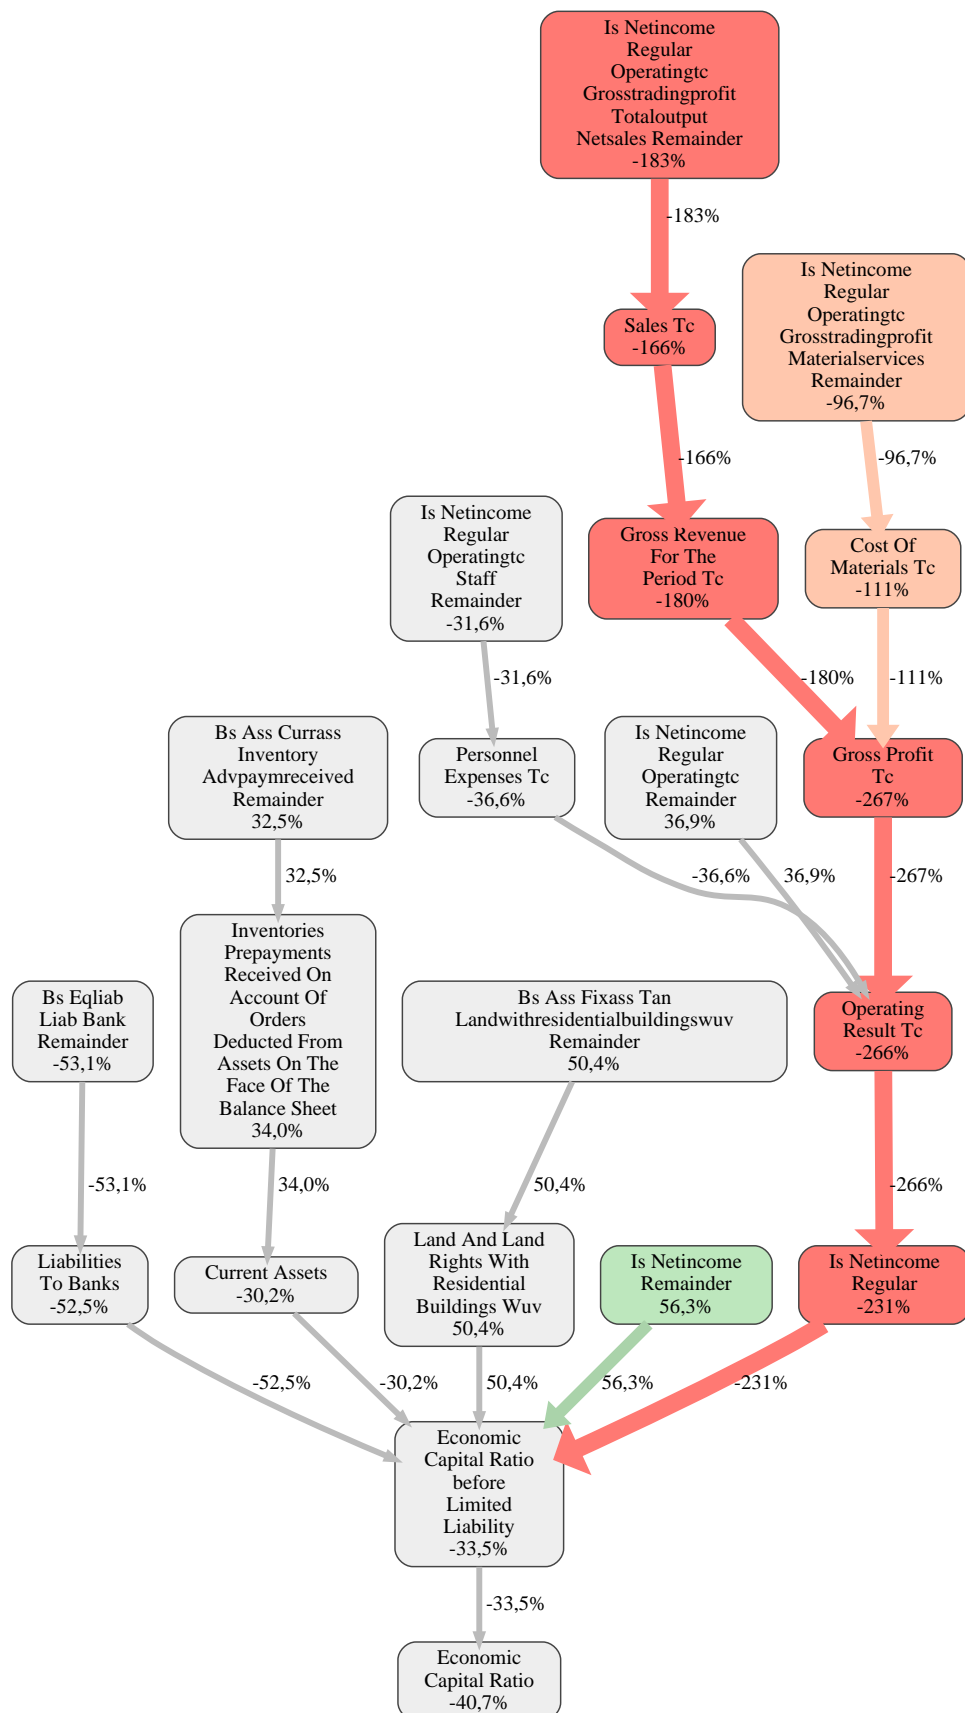 Is Netincome
Regular
Operatingtc
Grosstradingprofit
Totaloutput
Netsales Remainder
-183%
-183%
Is Netincome
Regular
Operatingtc
Grosstradingprofit
Materialservices
Remainder
-96,7%
Sales Tc
-166%
-166%
-96,7%
Is Netincome
Regular
Operatingtc
Staff
Remainder
-31,6%
Gross Revenue
For The
Period Tc
-180%
Cost Of
Materials Tc
-111%
-31,6%
-180%
-111%
Bs Ass Currass
Inventory
Advpaymreceived
Remainder
32,5%
Personnel
Expenses Tc
-36,6%
Is Netincome
Regular
Operatingtc
Remainder
36,9%
Gross Profit
Tc
-267%
32,5%
-36,6%
36,9%
-267%
Inventories
Prepayments
Received On
Account Of
Orders
Deducted From
Assets On The
Face Of The
Balance Sheet
34,0%
Bs Eqliab
Liab Bank
Remainder
-53,1%
Bs Ass Fixass Tan
Landwithresidentialbuildingswuv
Remainder
50,4%
Operating
Result Tc
-266%
-53,1%
34,0%
50,4%
-266%
Liabilities
To Banks
-52,5%
Current Assets
-30,2%
Land And Land
Rights With
Residential
Buildings Wuv
50,4%
Is Netincome
Remainder
56,3%
Is Netincome
Regular
-231%
-52,5%
-30,2%
50,4%
56,3%
-231%
Economic
Capital Ratio
before
Limited
Liability
-33,5%
-33,5%
Economic
Capital Ratio
-40,7%